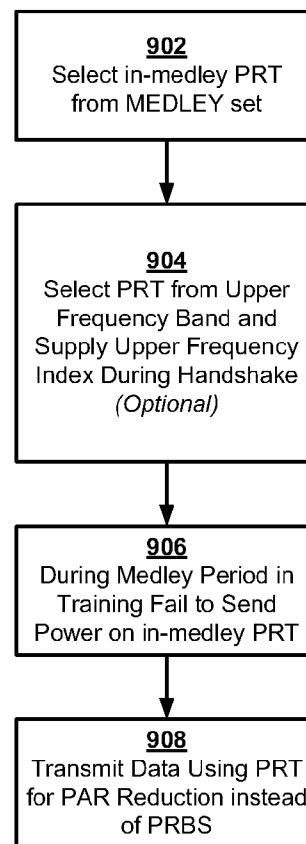 902
Select in-medley PRT
from MEDLEY set
904
Select PRT from Upper
Frequency Band and
Supply Upper Frequency
Index During Handshake
(Optional)
906
During Medley Period in
Training Fail to Send
Power on in-medley PRT
908
Transmit Data Using PRT
for PAR Reduction instead
of PRBS